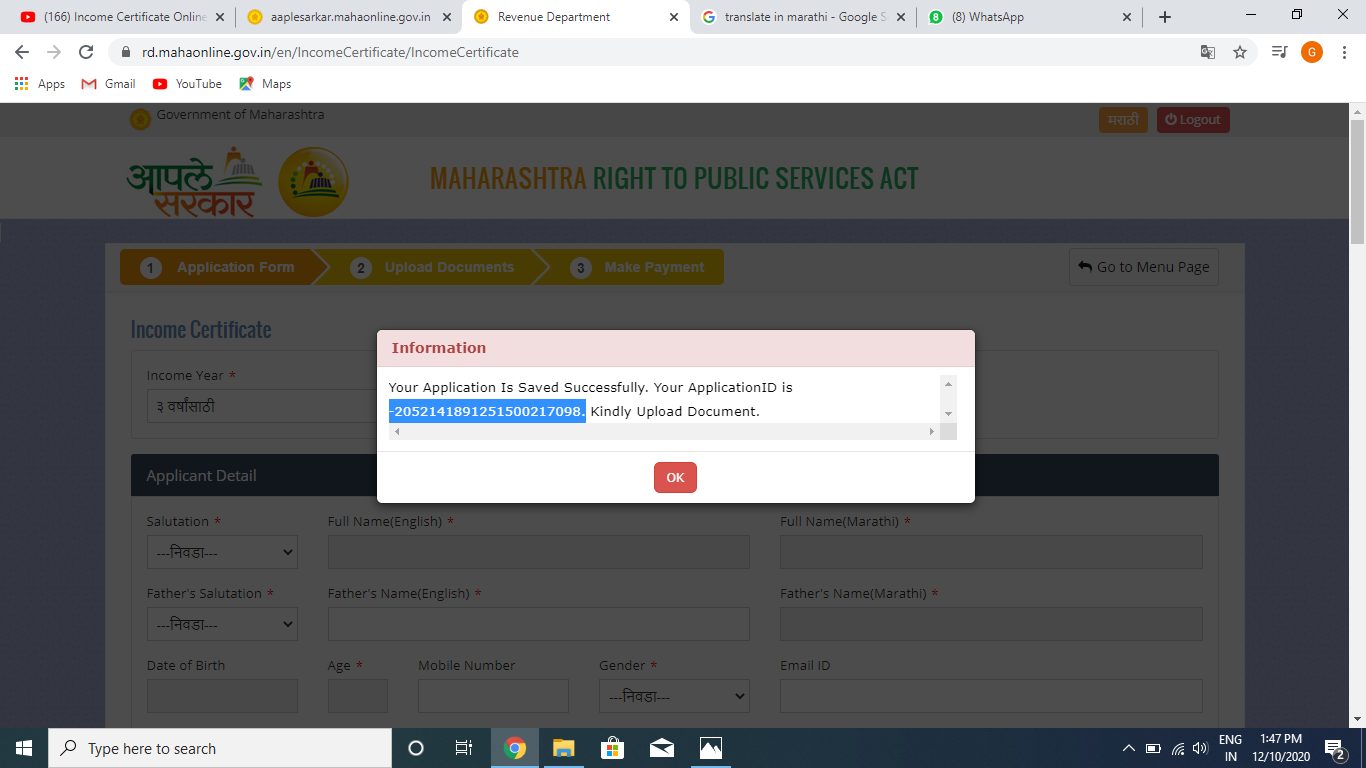 (166) Income Certificate Online
aaplesarkar.mahaonline.gov.in
Revenue Department
translate in marathi - Google S
(8) WhatsApp
rd.mahaonline.gov.in/en/IncomeCertificate/IncomeCertificate
G
Apps
Gmail
YouTube
Maps
Government of Maharashtra
मराठी
Logout
आपले
सरकार
MAHARASHTRA RIGHT TO PUBLIC SERVICES ACT
1 Application Form
2 Upload Documents
3 Make Payment
Go to Menu Page
Income Certificate
Income Year *
३ वर्षांसाठी
Information
Your Application Is Saved Successfully. Your ApplicationID is
-2052141891251500217098. Kindly Upload Document.
OK
Applicant Detail
Salutation * Full Name(English) * Full Name(Marathi) *
---निवडा---
Father's Salutation * Father's Name(English) * Father's Name(Marathi) *
---निवडा---
Date of Birth Age * Mobile Number Gender * Email ID
---निवडा---
Type here to search
ENG
IN
1:47 PM
12/10/2020
2